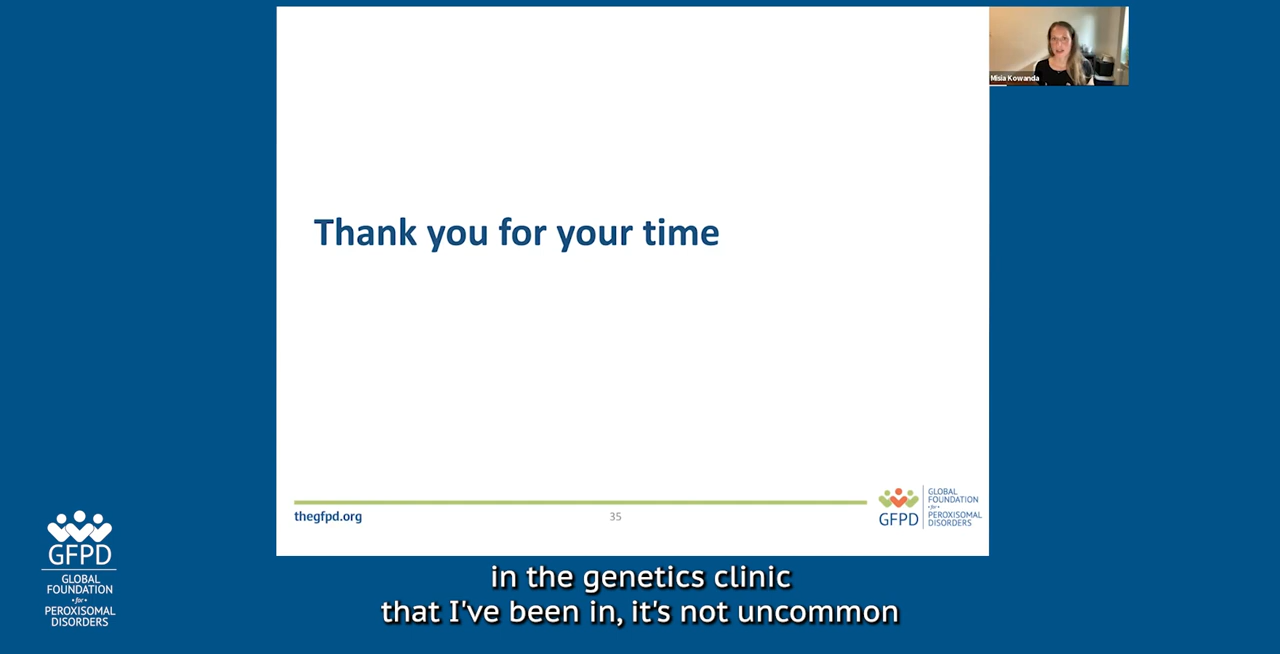 Misia Kowanda
Thank you for your time
thegfpd.org
35
GFPD
GLOBAL
FOUNDATION
for
PEROXISOMAL
DISORDERS
GFPD
GLOBAL
FOUNDATION
•for•
PEROXISOMAL
DISORDERS
in the genetics clinic
that I've been in, it's not uncommon